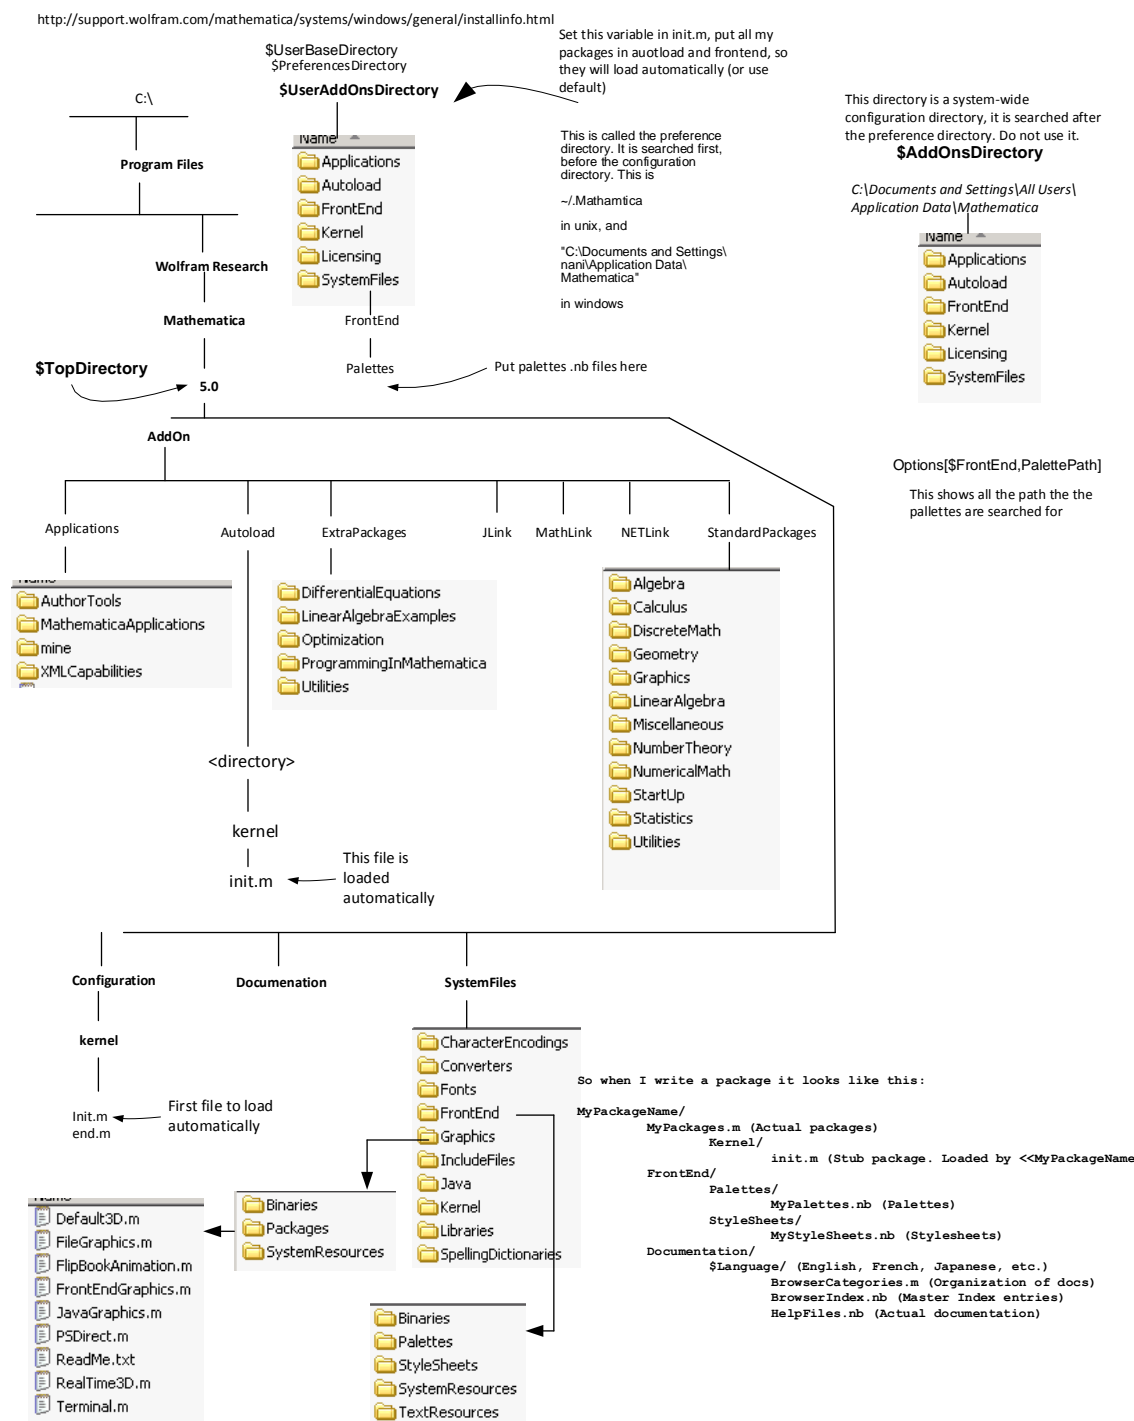 http://support.wolfram.com/mathematica/systems/windows/general/installinfo.html
$UserBaseDirectory
$PreferencesDirectory
$UserAddOnsDirectory
Set this variable in init.m, put all my
packages in auotload and frontend, so
they will load automatically (or use
default)
C:\
Program Files
Wolfram Research
Mathematica
$TopDirectory
5.0
Name
Applications
Autoload
FrontEnd
Kernel
Licensing
SystemFiles
FrontEnd
Palettes
Put palettes .nb files here
This is called the preference
directory. It is searched first,
before the configuration
directory. This is
~/.Mathamtica
in unix, and
"C:\Documents and Settings\
nani\Application Data\
Mathematica"
in windows
This directory is a system-wide
configuration directory, it is searched after
the preference directory. Do not use it.
$AddOnsDirectory
C:\Documents and Settings\All Users\
Application Data\Mathematica
Name
Applications
Autoload
FrontEnd
Kernel
Licensing
SystemFiles
Options[$FrontEnd,PalettePath]
This shows all the path the the
pallettes are searched for
AddOn
Applications
Autoload
ExtraPackages
JLink
MathLink
NETLink
StandardPackages
Name
AuthorTools
MathematicaApplications
mine
XMLCapabilities
DifferentialEquations
LinearAlgebraExamples
Optimization
ProgrammingInMathematica
Utilities
Algebra
Calculus
DiscreteMath
Geometry
Graphics
LinearAlgebra
Miscellaneous
NumberTheory
NumericalMath
StartUp
Statistics
Utilities
<directory>
kernel
init.m
This file is
loaded
automatically
Configuration
Documenation
SystemFiles
kernel
Init.m
end.m
First file to load
automatically
CharacterEncodings
Converters
Fonts
FrontEnd
Graphics
IncludeFiles
Java
Kernel
Libraries
SpellingDictionaries
Binaries
Packages
SystemResources
Name
Default3D.m
FileGraphics.m
FlipBookAnimation.m
FrontEndGraphics.m
JavaGraphics.m
PSDirect.m
ReadMe.txt
RealTime3D.m
Terminal.m
Binaries
Palettes
StyleSheets
SystemResources
TextResources
So when I write a package it looks like this:
MyPackageName/
MyPackages.m (Actual packages)
Kernel/
init.m (Stub package. Loaded by <<MyPackageName
FrontEnd/
Palettes/
MyPalettes.nb (Palettes)
StyleSheets/
MyStyleSheets.nb (Stylesheets)
Documentation/
$Language/ (English, French, Japanese, etc.)
BrowserCategories.m (Organization of docs)
BrowserIndex.nb (Master Index entries)
HelpFiles.nb (Actual documentation)